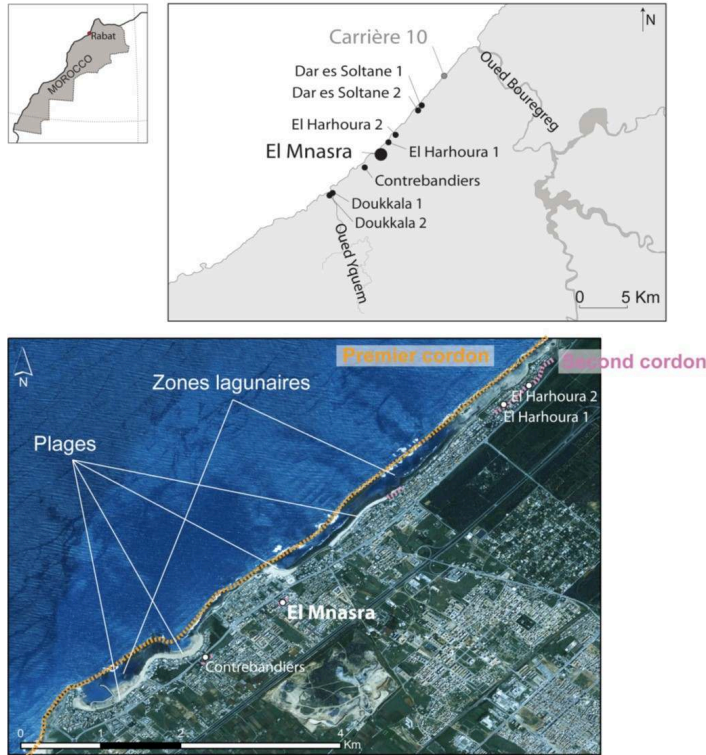 Rabat
MOROCCO
N
Carrière 10
Oued Bouregreg
Dar es Soltane 1
Dar es Soltane 2
El Harhoura 2
El Mnasra
El Harhoura 1
Contrebandiers
Doukkala 1
Doukkala 2
Oued Yquem
0 5 Km
Premier cordon
Second cordon
N
Zones lagunaires
El Harhoura 2
El Harhoura 1
Plages
El Mnasra
Contrebandiers
0 2 4
Km